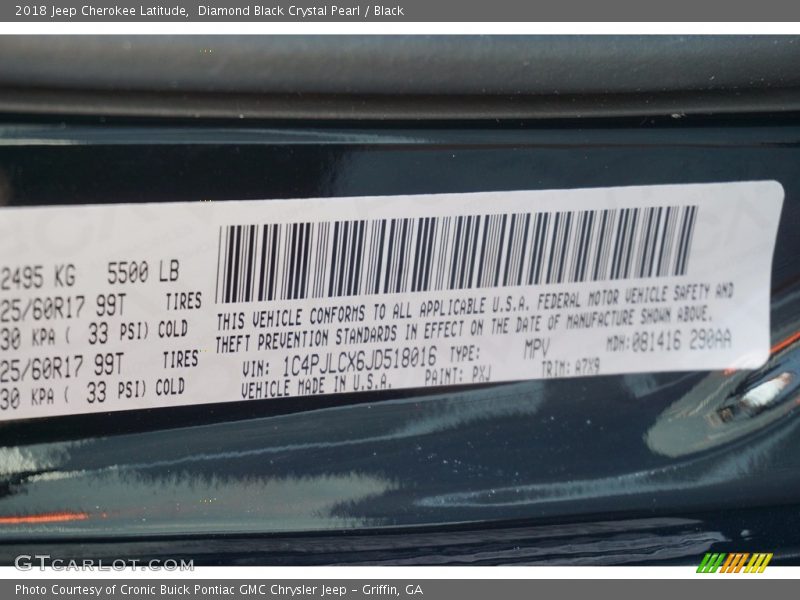 2018 Jeep Cherokee Latitude,  Diamond Black Crystal Pearl / Black
2495 KG 5500 LB
25/60R17 99T TIRES
30 KPA ( 33 PSI) COLD
25/60R17 99T TIRES
30 KPA ( 33 PSI) COLD
THIS VEHICLE CONFORMS TO ALL APPLICABLE U.S.A. FEDERAL MOTOR VEHICLE SAFETY AND
THEFT PREVENTION STANDARDS IN EFFECT ON THE DATE OF MANUFACTURE SHOWN ABOVE.
VIN: 1C4PJLCX6JD518016 TYPE: MPV MDH:081416 290AA
VEHICLE MADE IN U.S.A. PAINT: PXJ TRIM: A7X9
GTCARLOT.COM
Photo Courtesy of Cronic Buick Pontiac GMC Chrysler Jeep - Griffin, GA